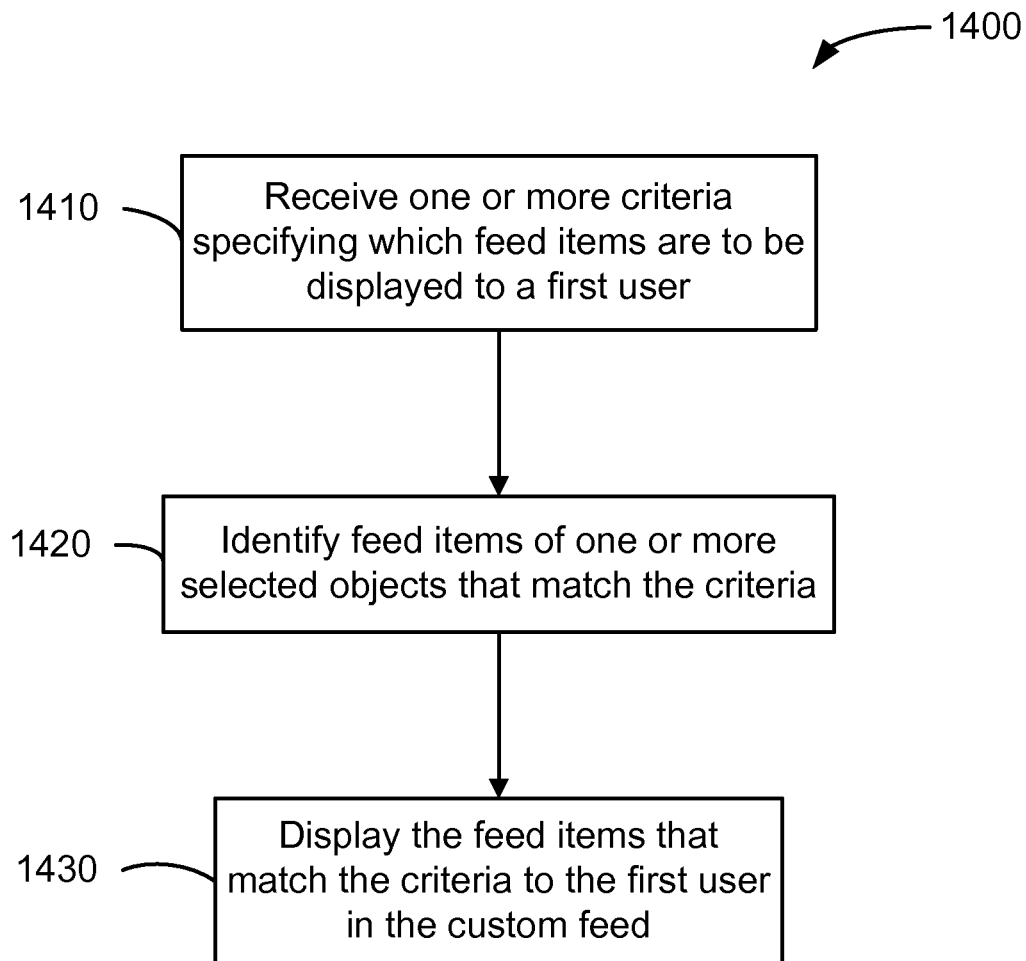 1400
1410
Receive one or more criteria
specifying which feed items are to be
displayed to a first user
1420
Identify feed items of one or more
selected objects that match the criteria
1430
Display the feed items that
match the criteria to the first user
in the custom feed